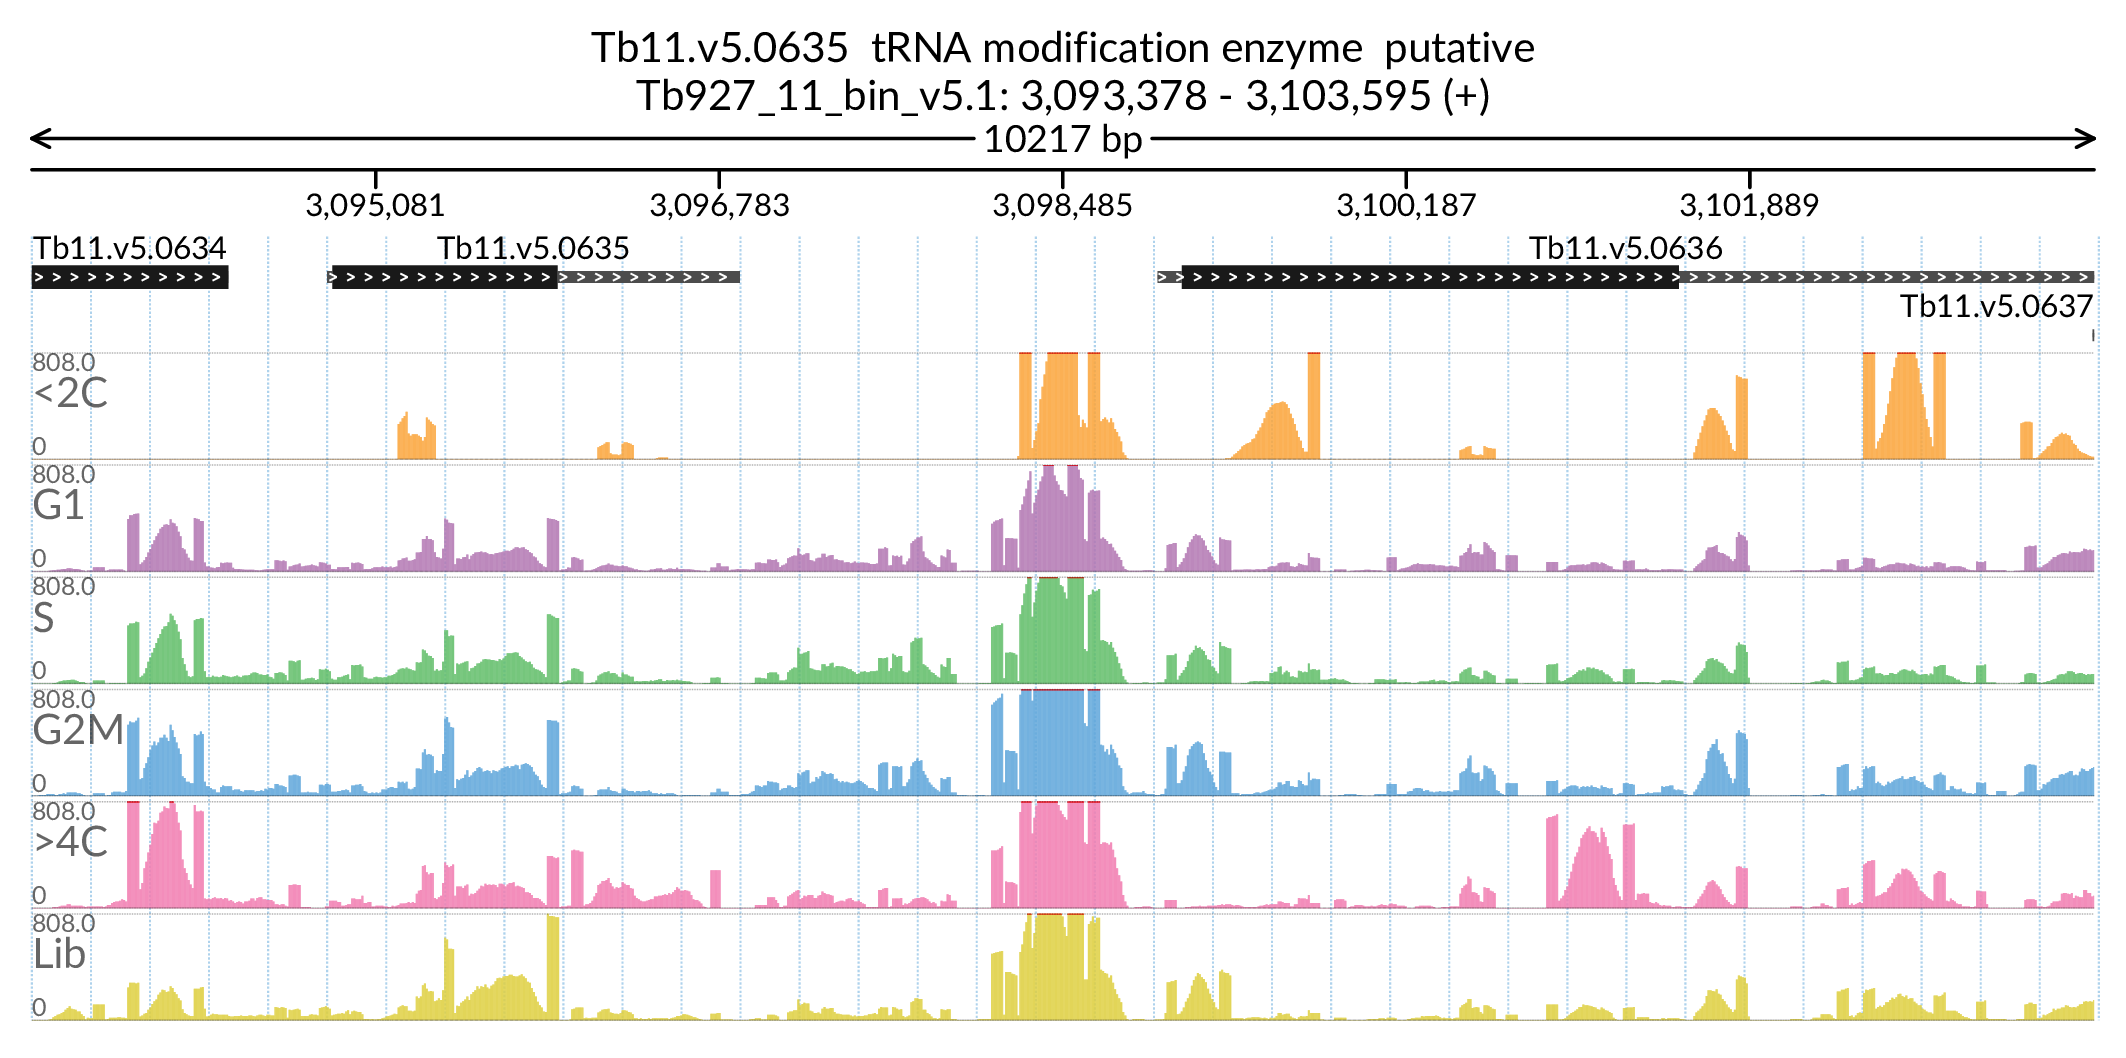 Tb11.v5.0635  tRNA modification enzyme  putative
Tb927_11_bin_v5.1: 3,093,378 - 3,103,595 (+)
10217 bp
3,095,081 3,096,783 3,098,485 3,100,187 3,101,889
Tb11.v5.0634 Tb11.v5.0635 Tb11.v5.0636
Tb11.v5.0637
808.0
<2C
0
808.0
G1
0
808.0
S
0
808.0
G2M
0
808.0
>4C
0
808.0
Lib
0